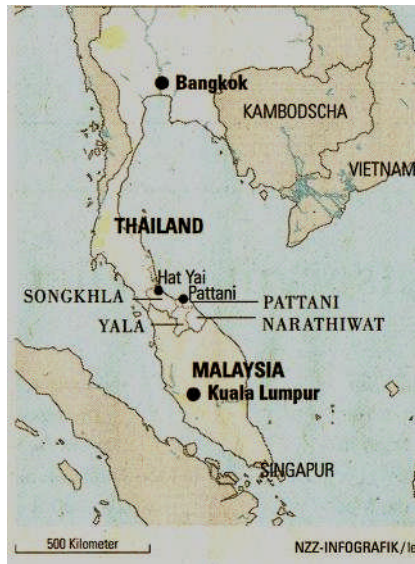 Bangkok
KAMBODSCHA
VIETNAM
THAILAND
Hat Yai
SONGKHLA
Pattani
PATTANI
YALA
NARATHIWAT
MALAYSIA
Kuala Lumpur
SINGAPUR
500 Kilometer
NZZ-INFOGRAFIK/le